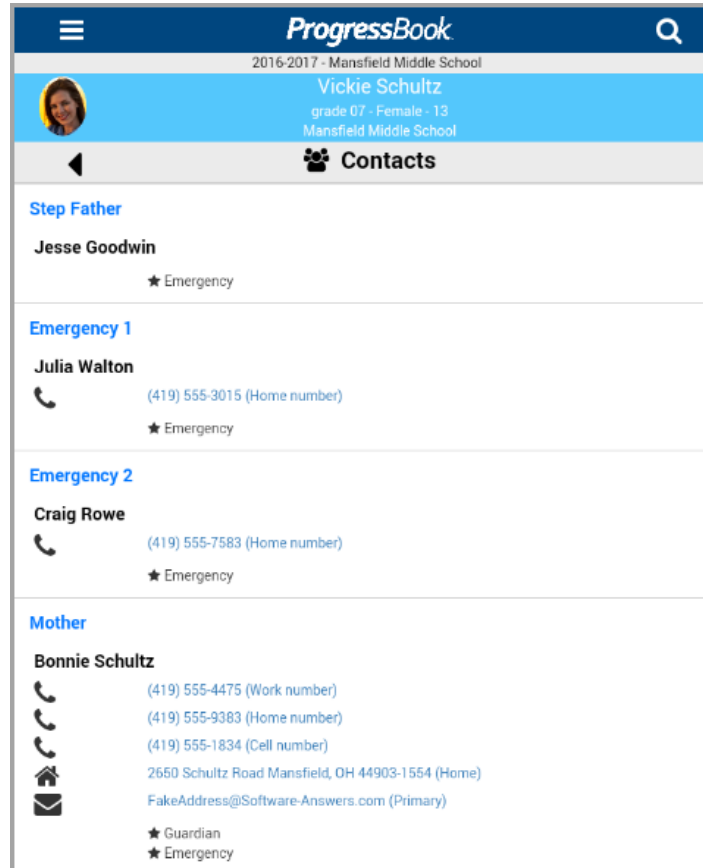 ProgressBook
2016-2017 - Mansfield Middle School
Vickie Schultz
grade 07 - Female - 13
Mansfield Middle School
Contacts
Step Father
Jesse Goodwin
★ Emergency
Emergency 1
Julia Walton
(419) 555-3015 (Home number)
★ Emergency
Emergency 2
Craig Rowe
(419) 555-7583 (Home number)
★ Emergency
Mother
Bonnie Schultz
(419) 555-4475 (Work number)
(419) 555-9383 (Home number)
(419) 555-1834 (Cell number)
2650 Schultz Road Mansfield, OH 44903-1554 (Home)
FakeAddress@Software-Answers.com (Primary)
★ Guardian
★ Emergency